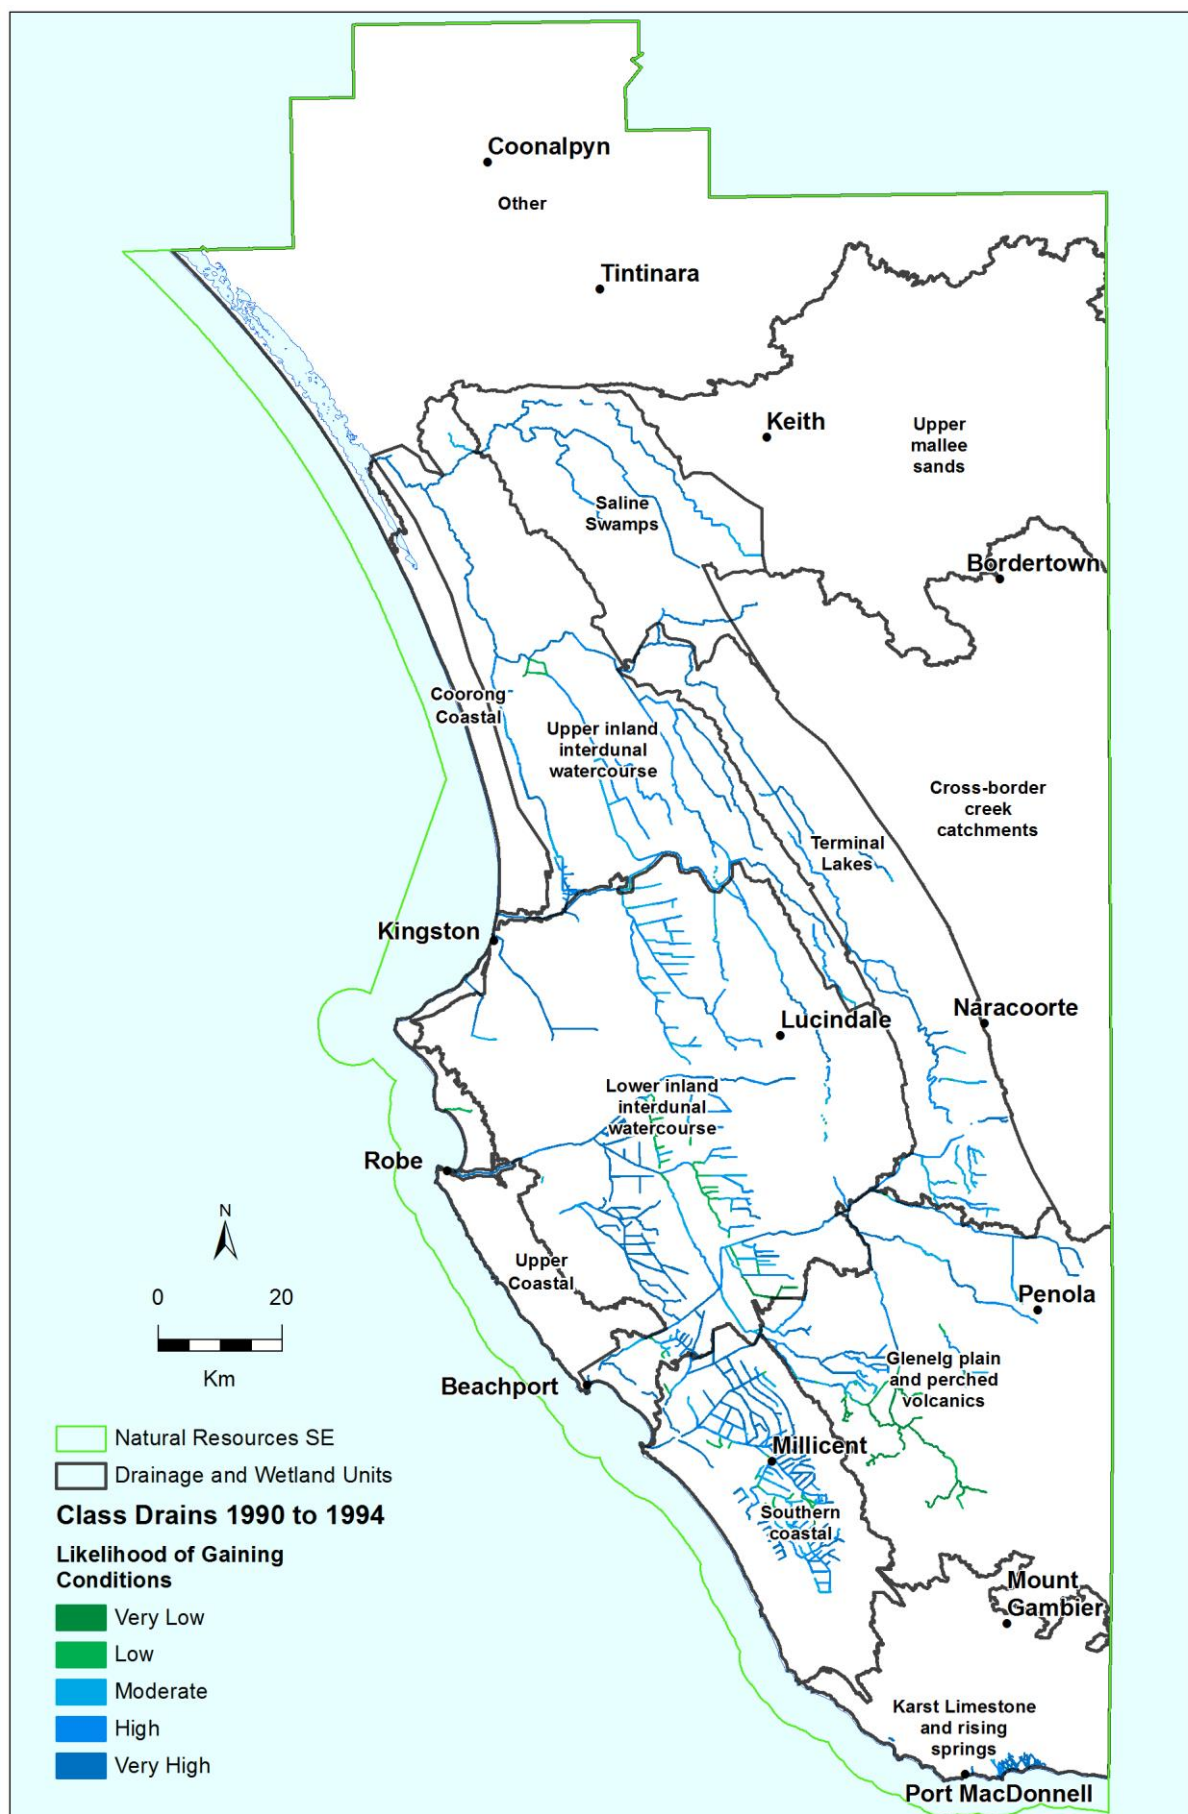 Coonalpyn
Other
Tintinara
Keith
Upper
mallee
sands
Saline
Swamps
Bordertown
Coorong
Coastal
Upper inland
interdunal
watercourse
Cross-border
creek
catchments
Terminal
Lakes
Kingston
Naracoorte
Lucindale
Lower inland
interdunal
watercourse
Robe
N
Upper
Coastal
0 20
Km
Penola
Glenelg plain
and perched
volcanics
Beachport
Millicent
Southern
coastal
Mount
Gambier
Karst Limestone
and rising
springs
Port MacDonnell
Natural Resources SE
Drainage and Wetland Units
Class Drains 1990 to 1994
Likelihood of Gaining
Conditions
Very Low
Low
Moderate
High
Very High